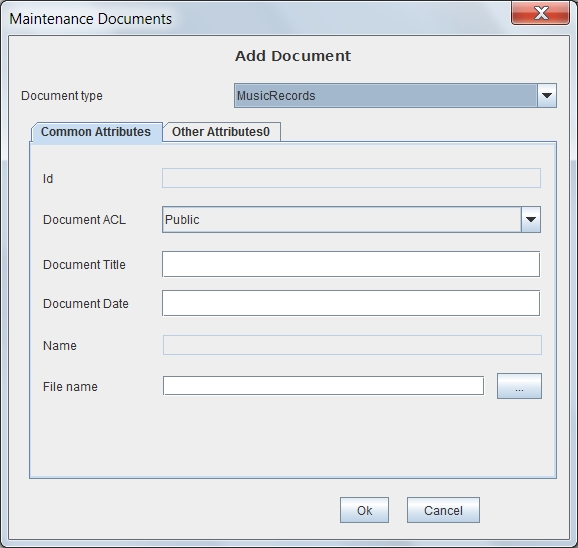 Maintenance Documents
Add Document
Document type MusicRecords
Common Attributes Other Attributes0
Id
Document ACL Public
Document Title
Document Date
Name
File name ...
Ok Cancel